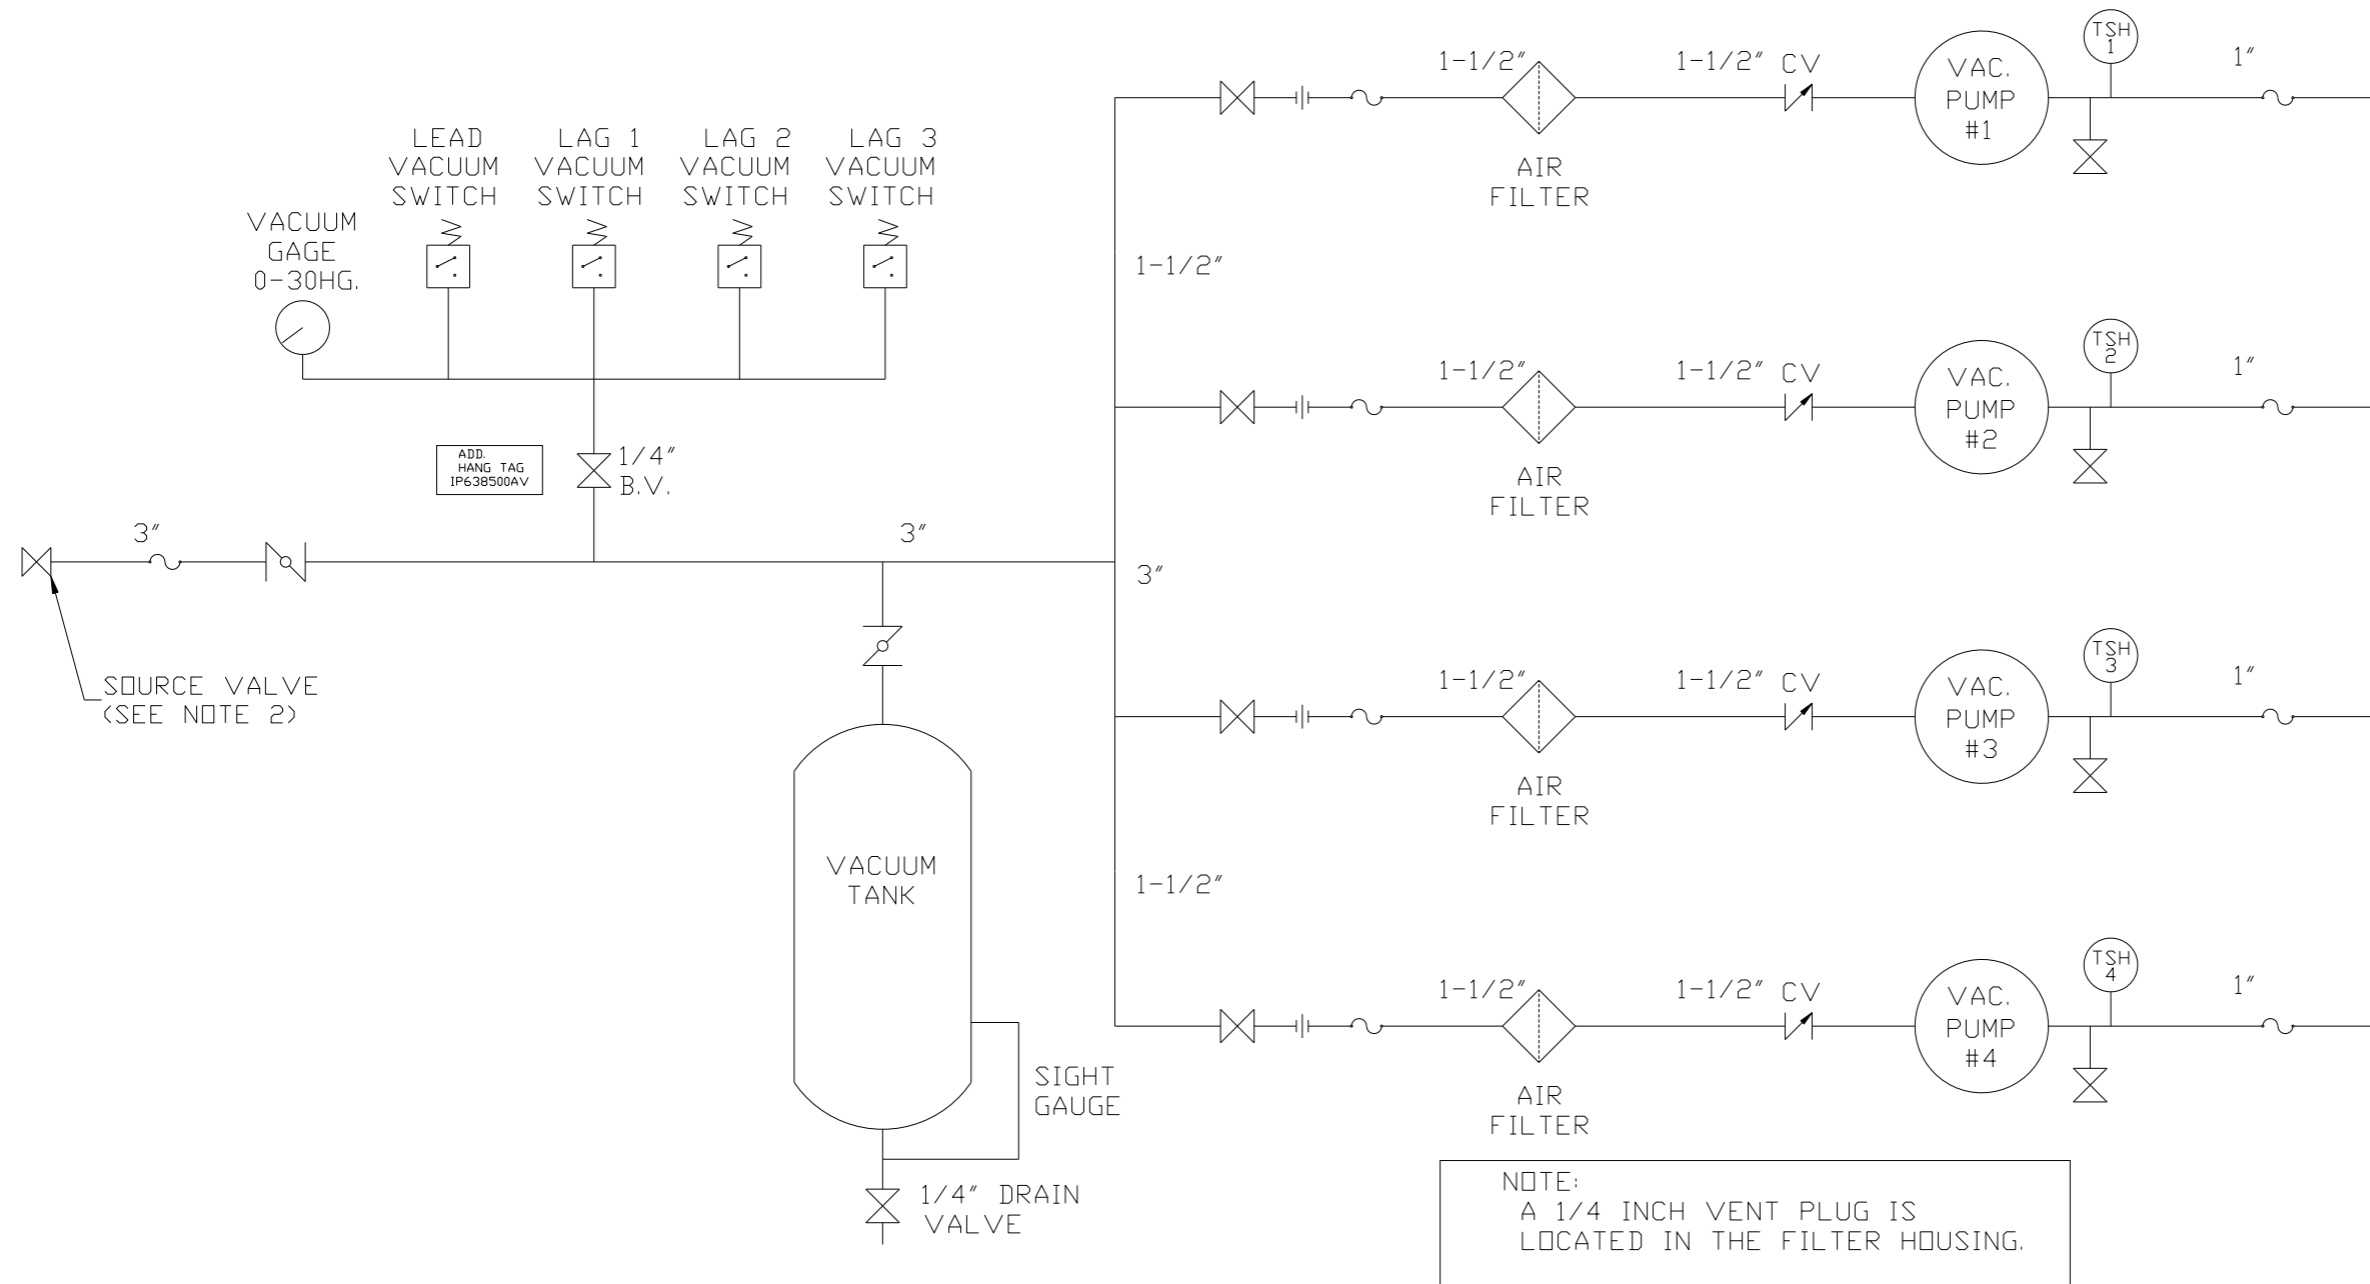 TSH
1
1-1/2"
1-1/2" CV
VAC.
PUMP
#1
1"
AIR
FILTER
LEAD
VACUUM
SWITCH
LAG 1
VACUUM
SWITCH
LAG 2
VACUUM
SWITCH
LAG 3
VACUUM
SWITCH
VACUUM
GAGE
0-30HG.
1-1/2"
TSH
2
1-1/2"
1-1/2" CV
VAC.
PUMP
#2
1"
AIR
FILTER
ADD.
HANG TAG
IP638500AV
1/4"
B.V.
3"
3"
3"
SOURCE VALVE
(SEE NOTE 2)
TSH
3
1-1/2"
1-1/2" CV
VAC.
PUMP
#3
1"
AIR
FILTER
VACUUM
TANK
1-1/2"
TSH
4
1-1/2"
1-1/2" CV
VAC.
PUMP
#4
1"
AIR
FILTER
SIGHT
GAUGE
1/4" DRAIN
VALVE
NOTE:
A 1/4 INCH VENT PLUG IS
LOCATED IN THE FILTER HOUSING.